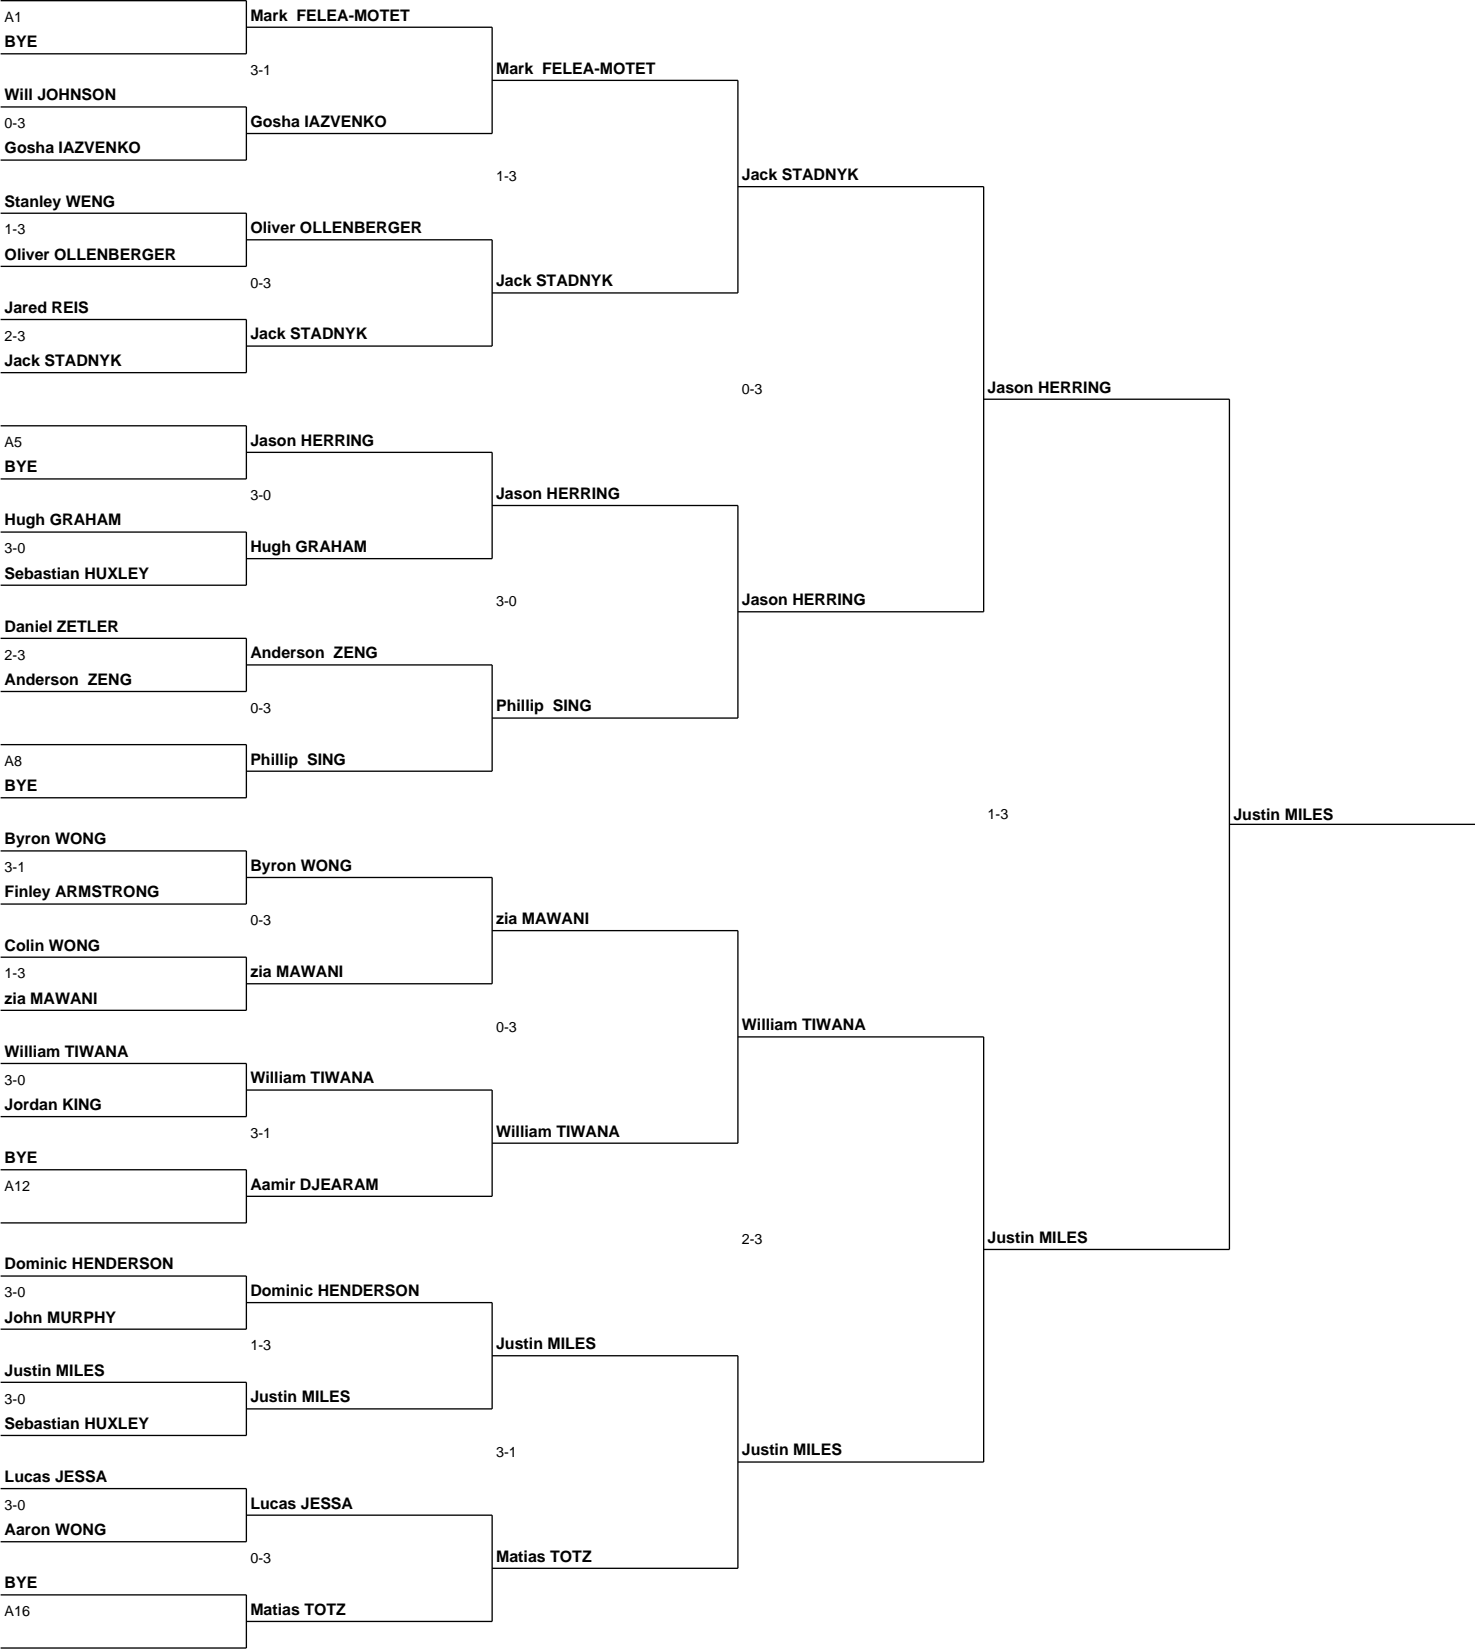 A1
BYE
Mark  FELEA-MOTET
3-1
Mark  FELEA-MOTET
Will JOHNSON
0-3
Gosha IAZVENKO
Gosha IAZVENKO
1-3
Jack STADNYK
Stanley WENG
1-3
Oliver OLLENBERGER
Oliver OLLENBERGER
0-3
Jack STADNYK
Jared REIS
2-3
Jack STADNYK
Jack STADNYK
0-3
Jason HERRING
A5
BYE
Jason HERRING
3-0
Jason HERRING
Hugh GRAHAM
3-0
Sebastian HUXLEY
Hugh GRAHAM
3-0
Jason HERRING
Daniel ZETLER
2-3
Anderson  ZENG
Anderson  ZENG
0-3
Phillip  SING
A8
BYE
Phillip  SING
1-3
Justin MILES
Byron WONG
3-1
Finley ARMSTRONG
Byron WONG
0-3
zia MAWANI
Colin WONG
1-3
zia MAWANI
zia MAWANI
0-3
William TIWANA
William TIWANA
3-0
Jordan KING
William TIWANA
3-1
William TIWANA
BYE
A12
Aamir DJEARAM
2-3
Justin MILES
Dominic HENDERSON
3-0
John MURPHY
Dominic HENDERSON
1-3
Justin MILES
Justin MILES
3-0
Sebastian HUXLEY
Justin MILES
3-1
Justin MILES
Lucas JESSA
3-0
Aaron WONG
Lucas JESSA
0-3
Matias TOTZ
BYE
A16
Matias TOTZ